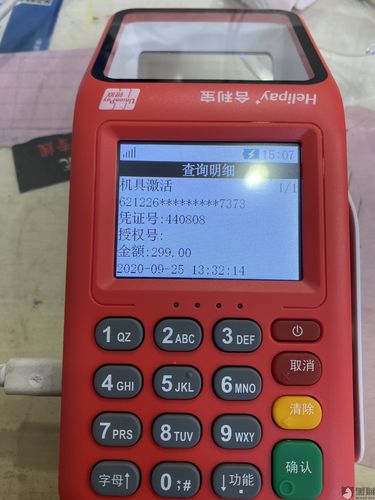 Helipay 合利宝
UnionPay
银联
15:07
查询明细
机具激活 1/1
621226*********7373
凭证号:440808
授权号:
金额:299.00
2020-09-25 13:32:14
1 QZ 2 ABC 3 DEF
取消
4 GHI 5 JKL 6 MNO
清除
7 PRS 8 TUV 9 WXY
字母↑ 0 ;# ↓功能 确认